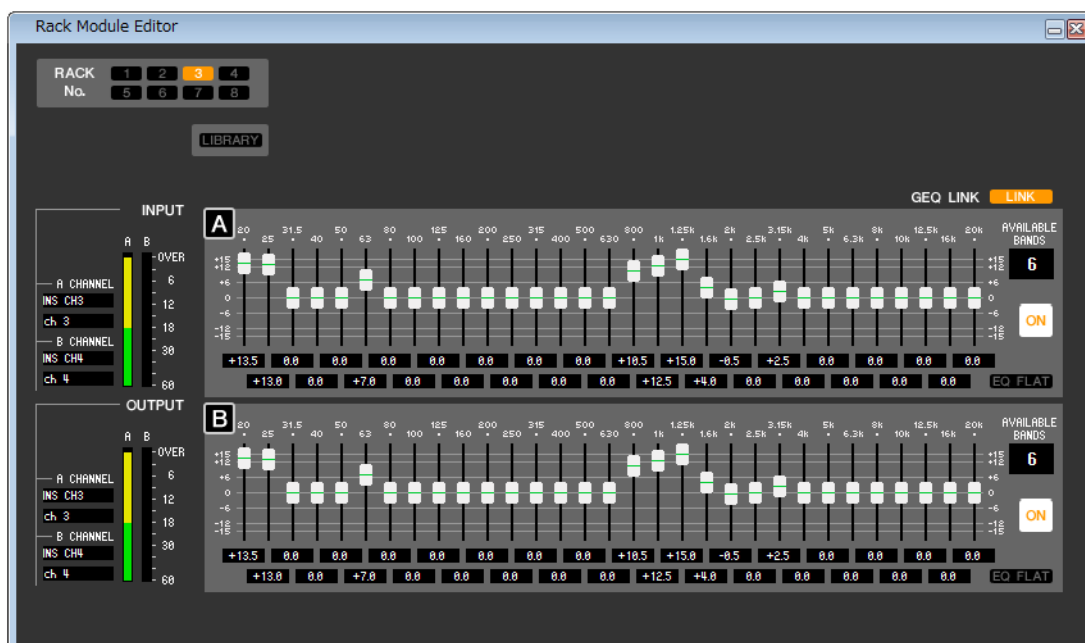 Rack Module Editor
RACK 1 2 3 4
No. 5 6 7 8
LIBRARY
GEQ LINK LINK
INPUT
A B
OVER
6
12
18
30
60
A CHANNEL
INS CH3
ch 3
B CHANNEL
INS CH4
ch 4
A
20 31.5 50 80 125 200 315 500 800 1.25k 2k 3.15k 5k 8k 12.5k 20k
25 40 63 100 160 250 400 630 1k 1.6k 2.5k 4k 6.3k 10k 16k
+15 +15
+12 +12
+6 +6
0 0
-6 -6
-12 -12
-15 -15
+13.5 0.0 0.0 0.0 0.0 0.0 0.0 0.0 +10.5 +15.0 -0.5 +2.5 0.0 0.0 0.0 0.0
+13.0 0.0 +7.0 0.0 0.0 0.0 0.0 0.0 +12.5 +4.0 0.0 0.0 0.0 0.0 0.0
AVAILABLE
BANDS
6
ON
EQ FLAT
OUTPUT
A B
OVER
6
12
18
30
60
A CHANNEL
INS CH3
ch 3
B CHANNEL
INS CH4
ch 4
B
20 31.5 50 80 125 200 315 500 800 1.25k 2k 3.15k 5k 8k 12.5k 20k
25 40 63 100 160 250 400 630 1k 1.6k 2.5k 4k 6.3k 10k 16k
+15 +15
+12 +12
+6 +6
0 0
-6 -6
-12 -12
-15 -15
+13.5 0.0 0.0 0.0 0.0 0.0 0.0 0.0 +10.5 +15.0 -0.5 +2.5 0.0 0.0 0.0 0.0
+13.0 0.0 +7.0 0.0 0.0 0.0 0.0 0.0 +12.5 +4.0 0.0 0.0 0.0 0.0 0.0
AVAILABLE
BANDS
6
ON
EQ FLAT